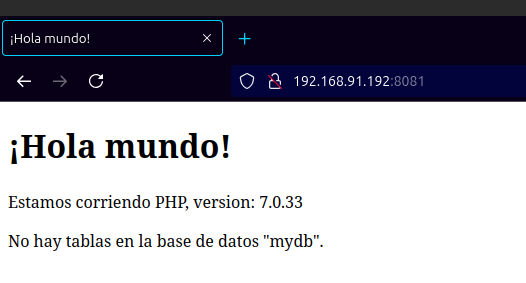 ¡Hola mundo!
192.168.91.192:8081
¡Hola mundo!
Estamos corriendo PHP, version: 7.0.33
No hay tablas en la base de datos "mydb".